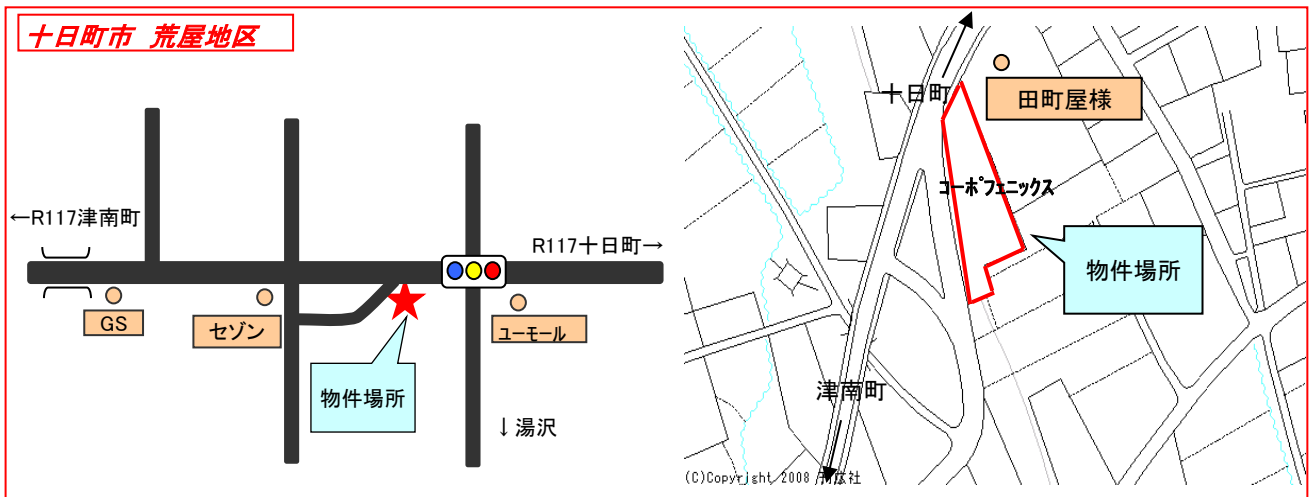 十日町市 荒屋地区
←R117津南町
R117十日町→
GS
セゾン
ユーモール
物件場所
↓湯沢
十日町
田町屋様
コーポフェニックス
物件場所
津南町
(C)Copyright 2008